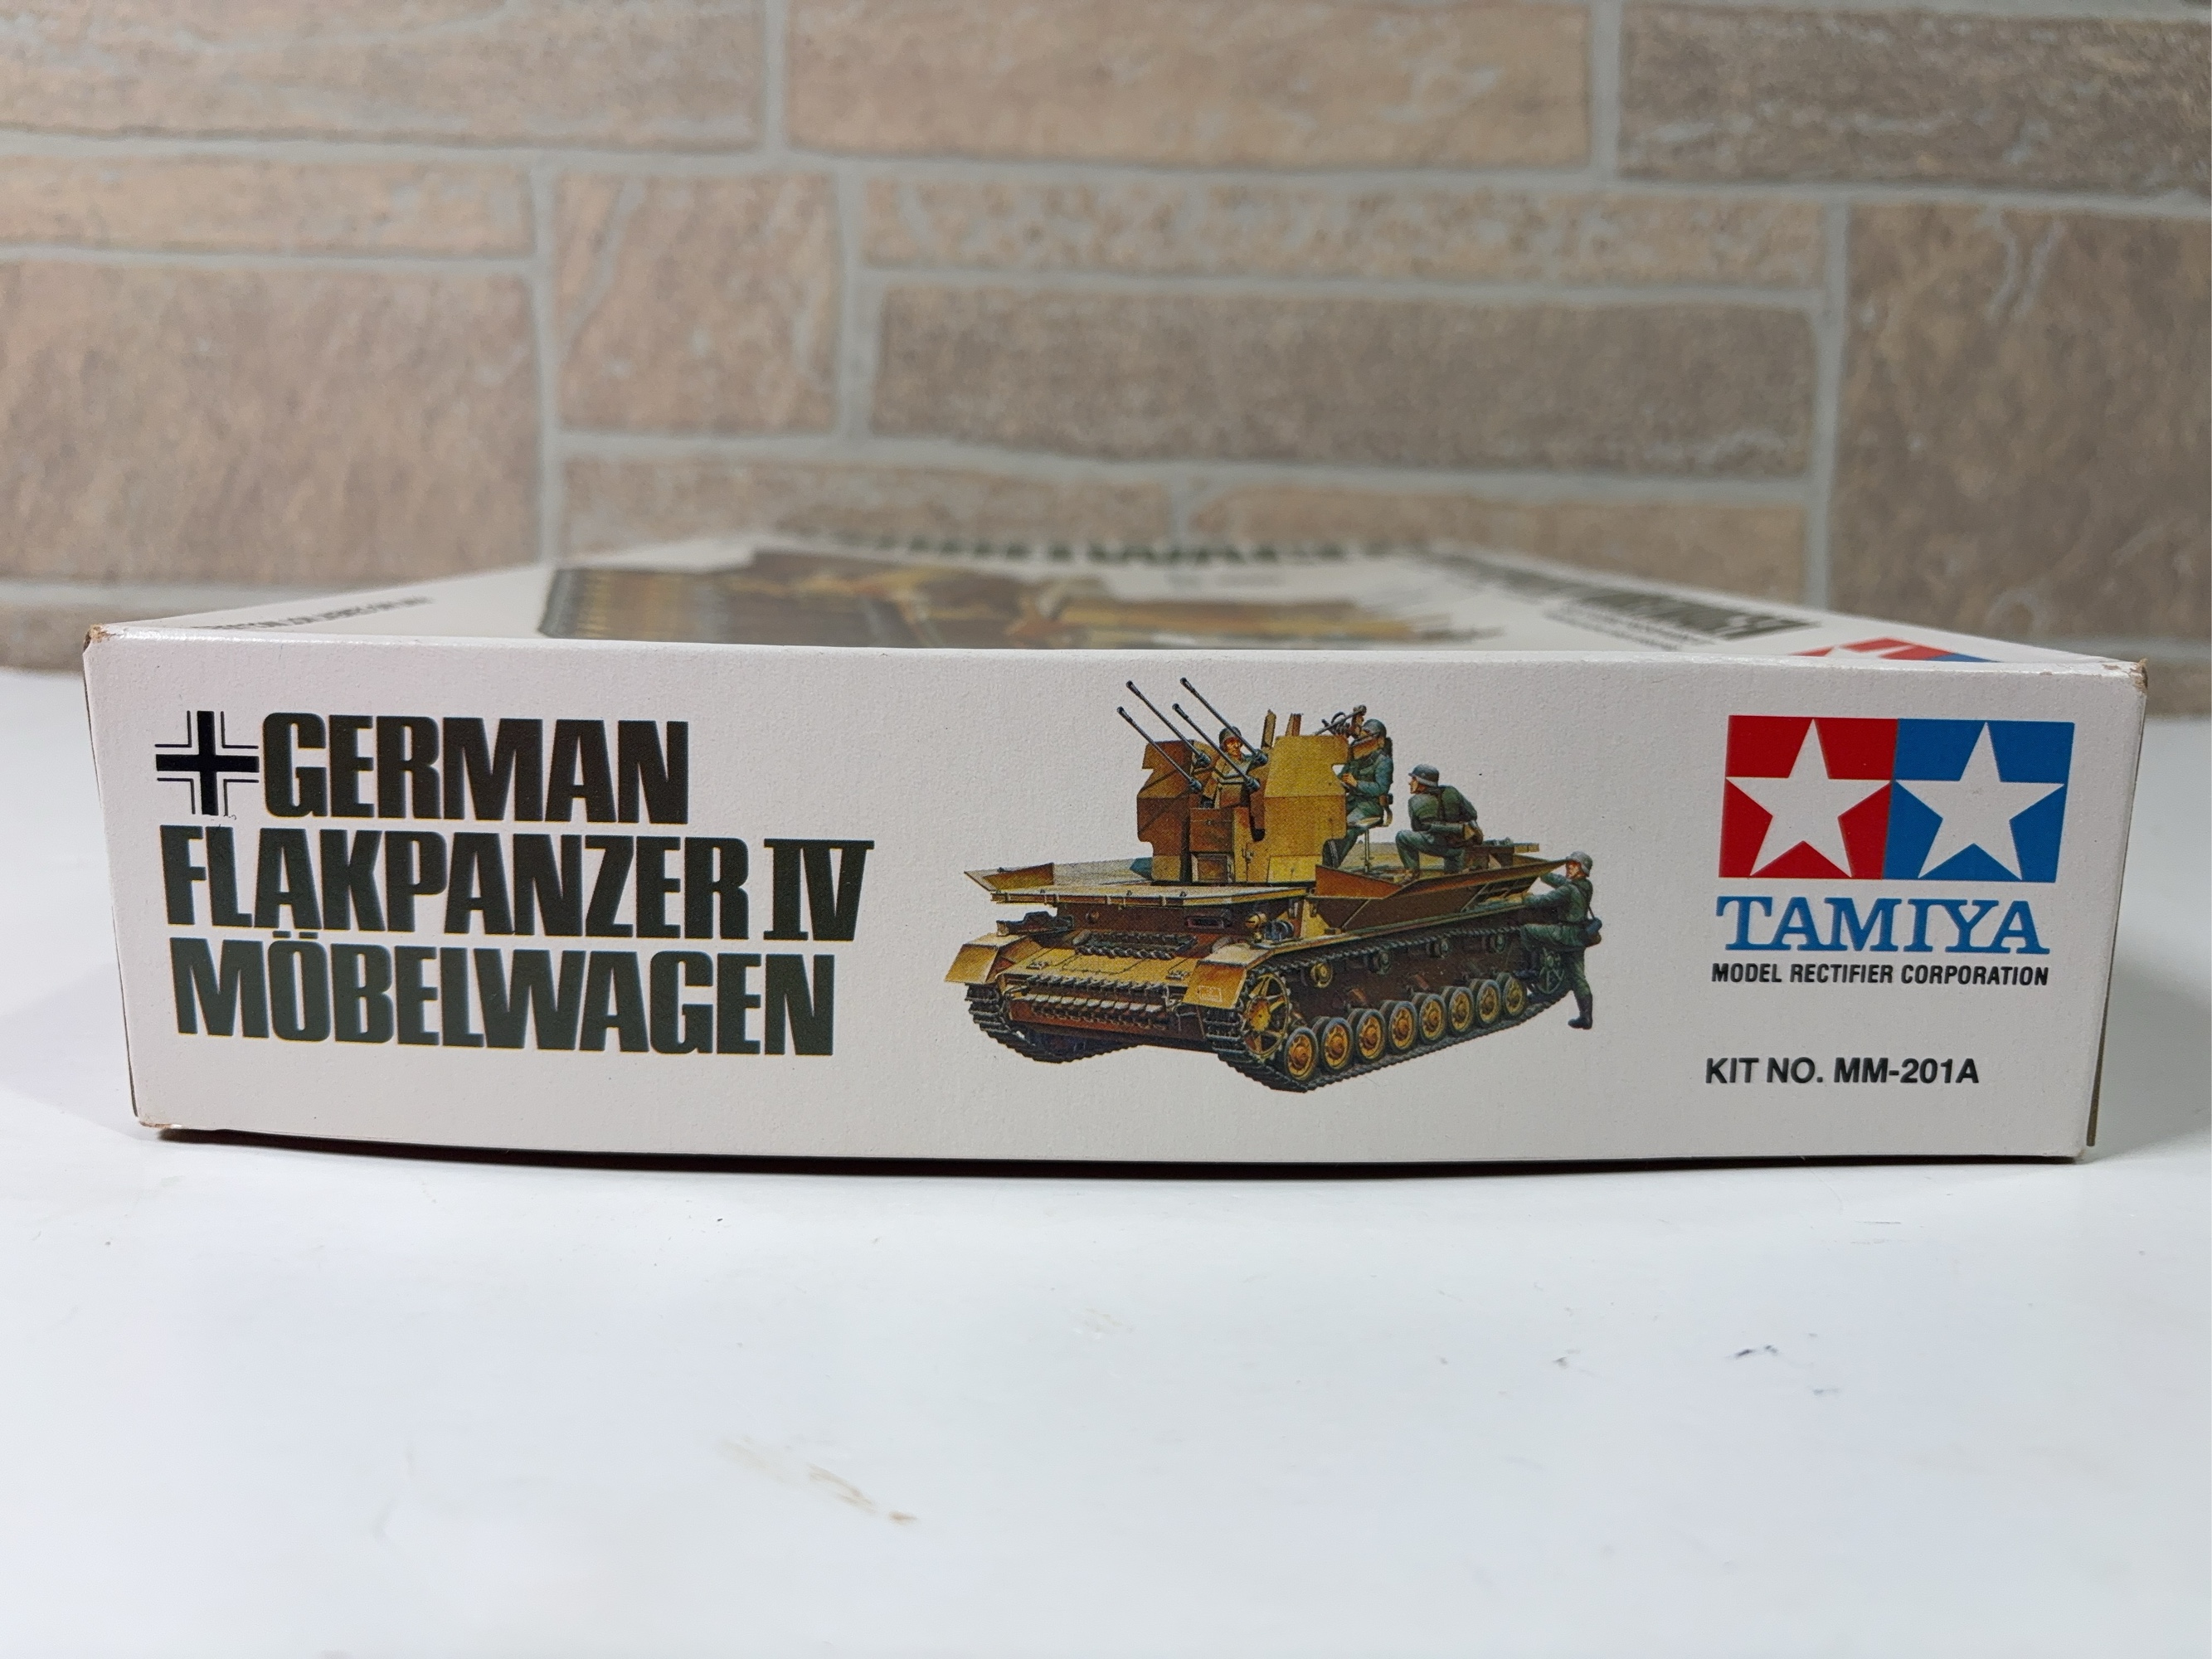 GERMAN
FLAKPANZER IV
MÖBELWAGEN
TAMIYA
MODEL RECTIFIER CORPORATION
KIT NO. MM-201A